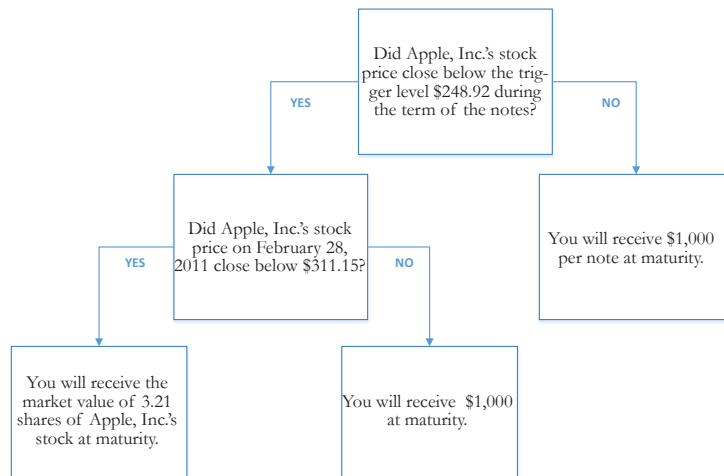 Did Apple, Inc.'s stock
price close below the trig-
ger level $248.92 during
the term of the notes?
YES
NO
Did Apple, Inc.'s stock
price on February 28,
2011 close below $311.15?
You will receive $1,000
per note at maturity.
YES
NO
You will receive the
market value of 3.21
shares of Apple, Inc.'s
stock at maturity.
You will receive $1,000
at maturity.